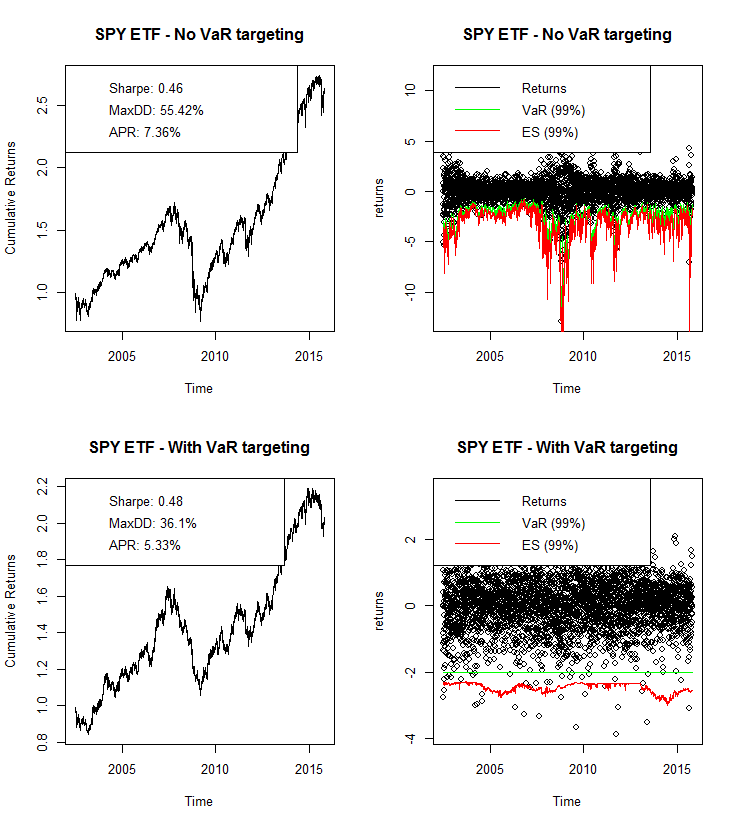 SPY ETF - No VaR targeting
Sharpe: 0.46
MaxDD: 55.42%
APR: 7.36%
Cumulative Returns
1.0
1.5
2.0
2.5
2005
2010
2015
Time
SPY ETF - No VaR targeting
Returns
VaR (99%)
ES (99%)
returns
-10
-5
0
5
10
2005
2010
2015
Time
SPY ETF - With VaR targeting
Sharpe: 0.48
MaxDD: 36.1%
APR: 5.33%
Cumulative Returns
0.8
1.0
1.2
1.4
1.6
1.8
2.0
2.2
2005
2010
2015
Time
SPY ETF - With VaR targeting
Returns
VaR (99%)
ES (99%)
returns
-4
-2
0
2
2005
2010
2015
Time